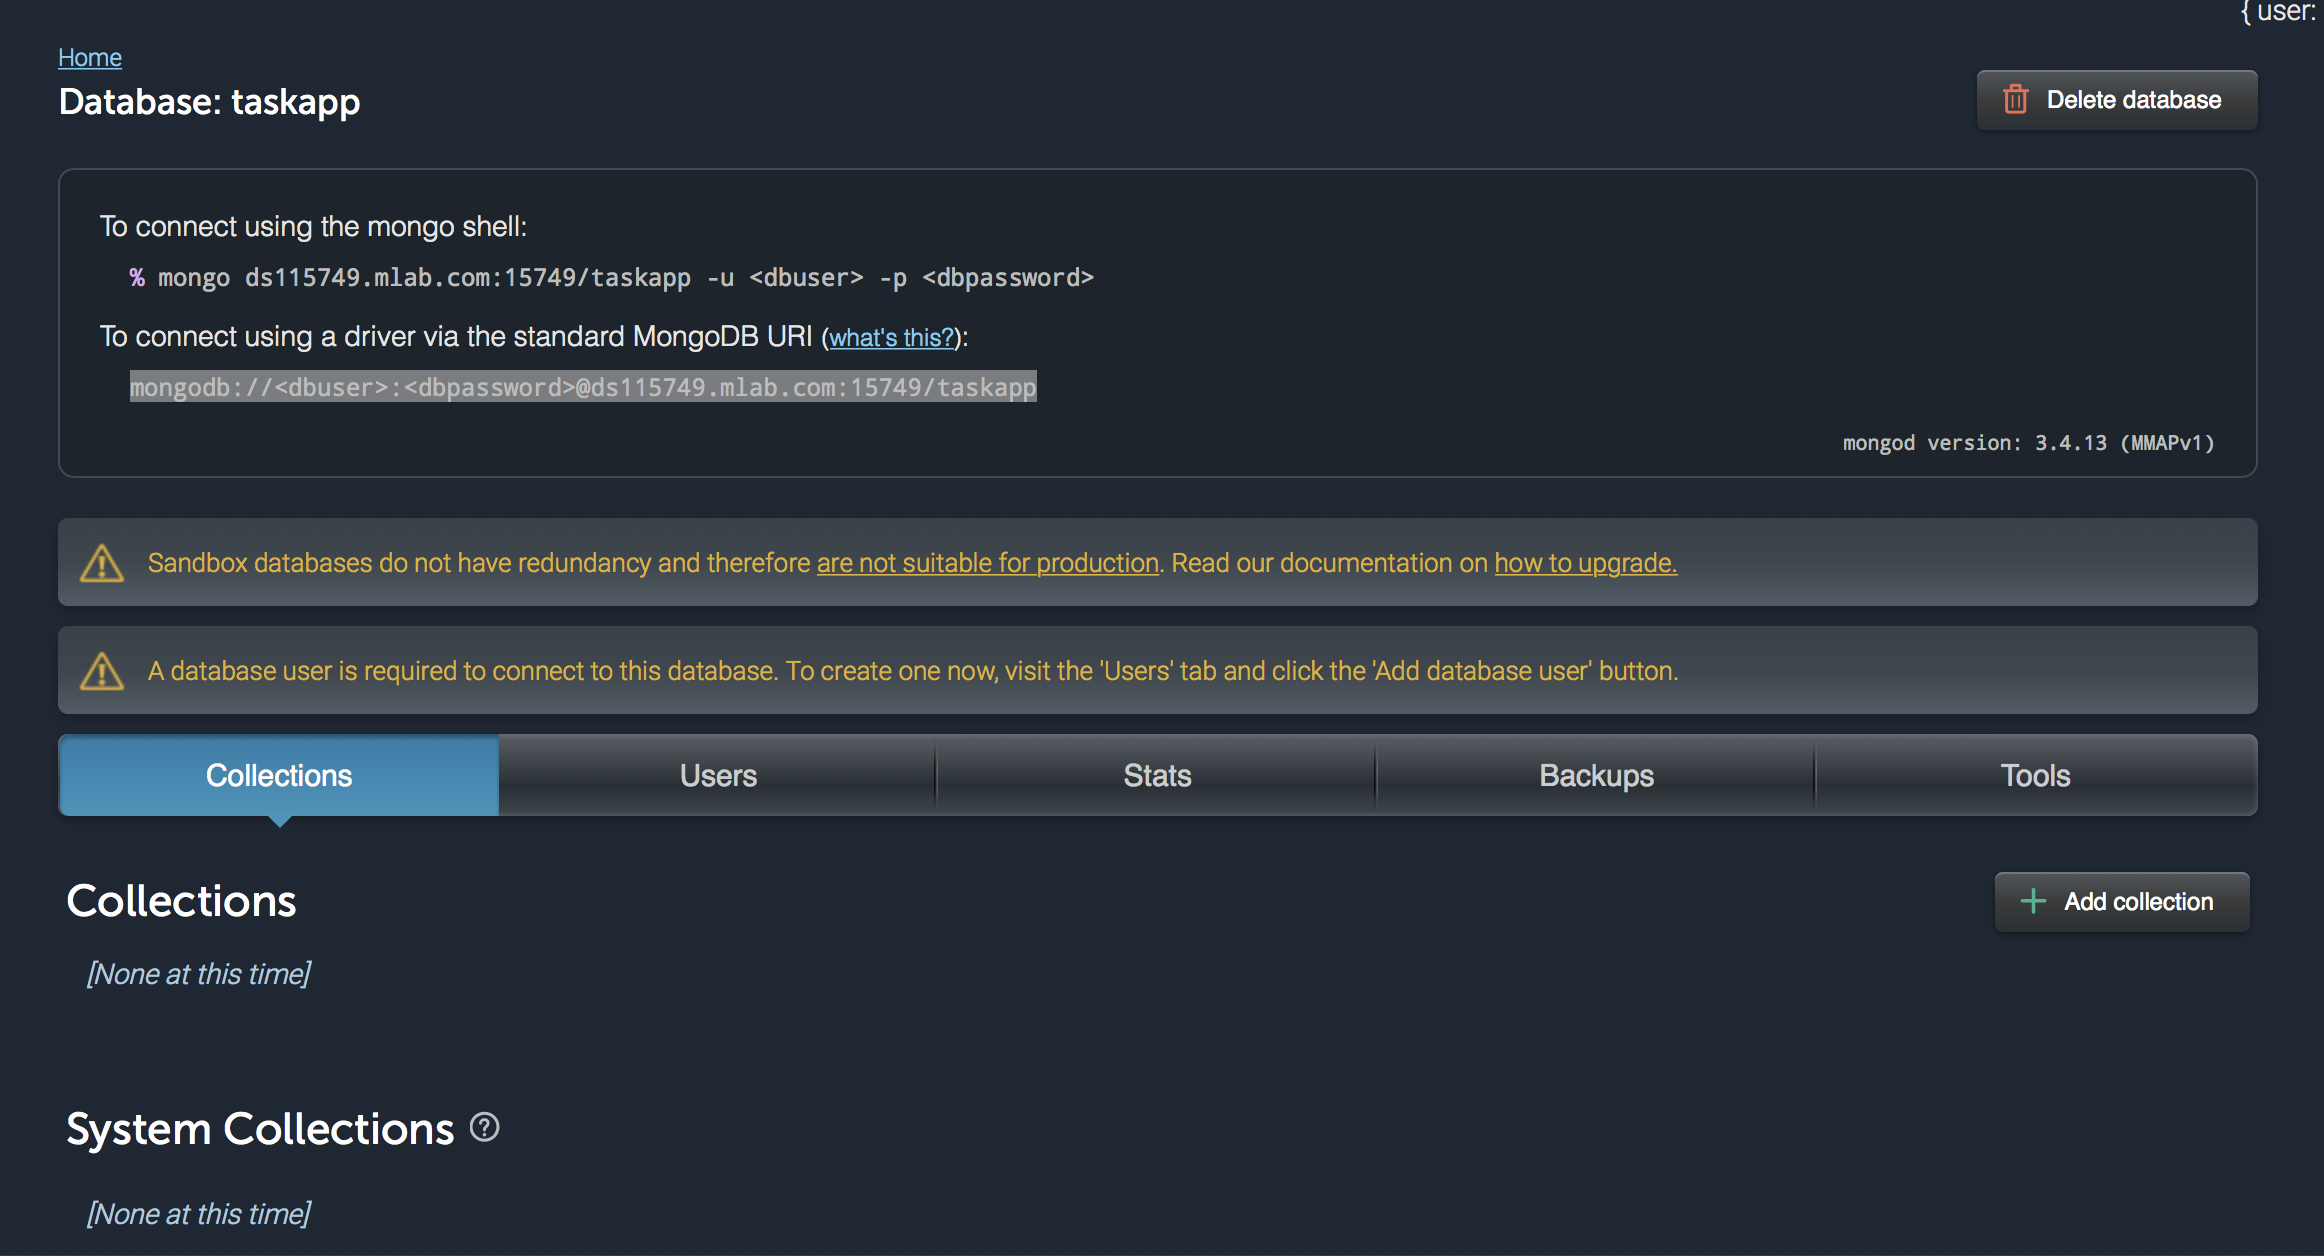 { user:
Home
Database: taskapp
Delete database
To connect using the mongo shell:
% mongo ds115749.mlab.com:15749/taskapp -u <dbuser> -p <dbpassword>
To connect using a driver via the standard MongoDB URI (what's this?):
mongodb://<dbuser>:<dbpassword>@ds115749.mlab.com:15749/taskapp
mongod version: 3.4.13 (MMAPv1)
Sandbox databases do not have redundancy and therefore are not suitable for production. Read our documentation on how to upgrade.
A database user is required to connect to this database. To create one now, visit the 'Users' tab and click the 'Add database user' button.
Collections Users Stats Backups Tools
Collections
Add collection
[None at this time]
System Collections ?
[None at this time]